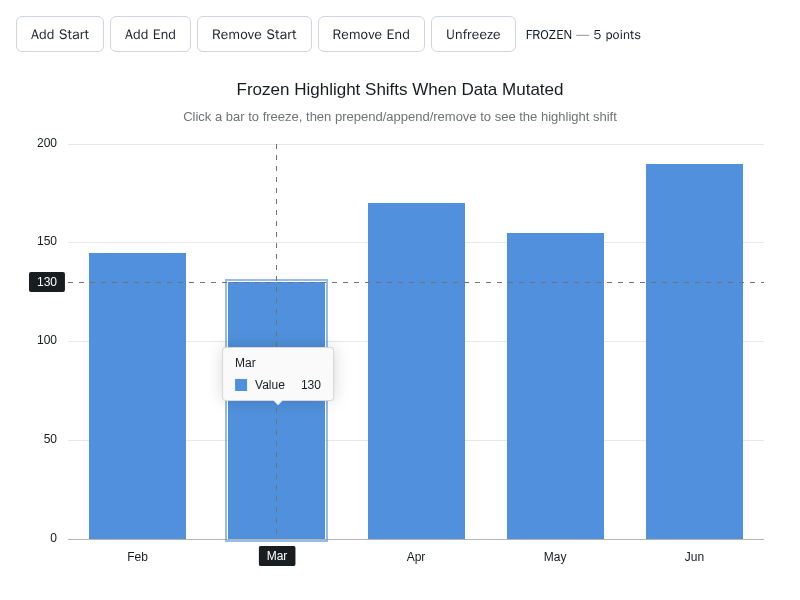 Add Start Add End Remove Start Remove End Unfreeze FROZEN — 5 points
Frozen Highlight Shifts When Data Mutated
Click a bar to freeze, then prepend/append/remove to see the highlight shift
200
150
130
100
50
0
Mar
Value 130
Feb Mar Apr May Jun